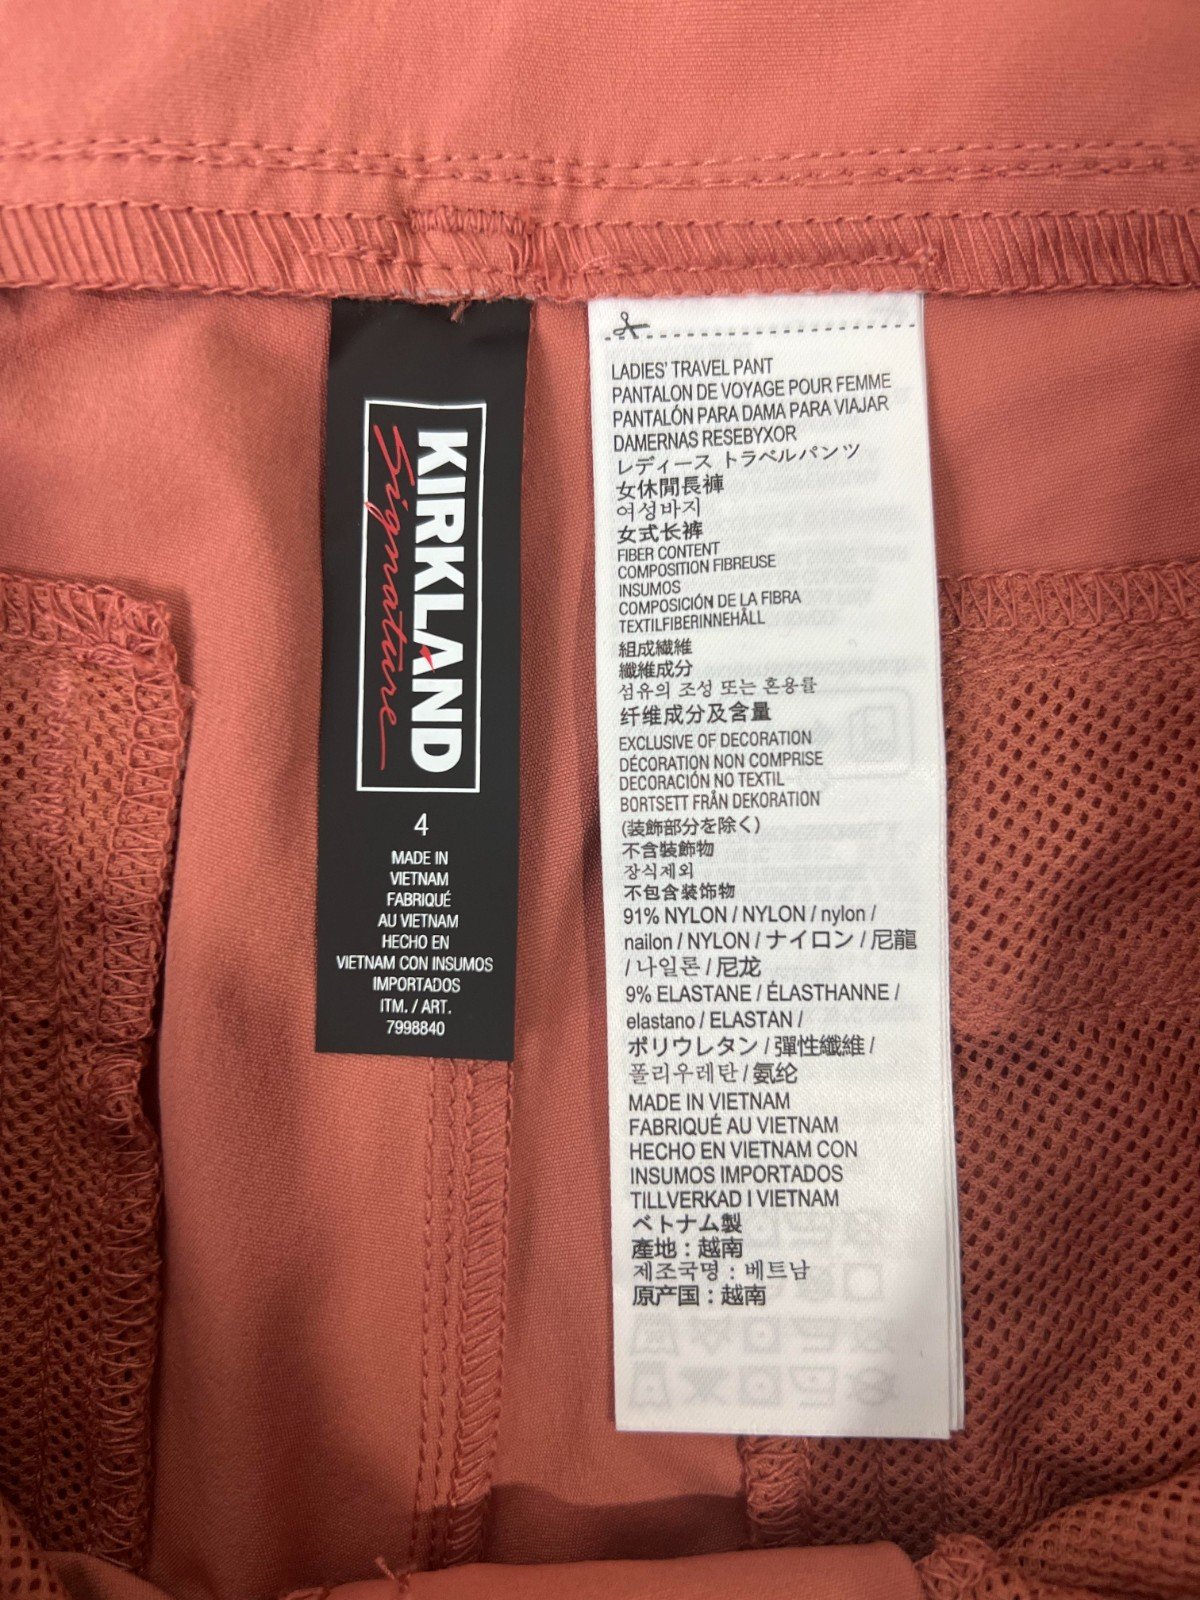 KIRKLAND
Signature
4
MADE IN
VIETNAM
FABRIQUÉ
AU VIETNAM
HECHO EN
VIETNAM CON INSUMOS
IMPORTADOS
ITM. / ART.
7998840
LADIES' TRAVEL PANT
PANTALON DE VOYAGE POUR FEMME
PANTALÓN PARA DAMA PARA VIAJAR
DAMERNAS RESEBYXOR
レディース トラベルパンツ
女休閒長褲
여성바지
女式长裤
FIBER CONTENT
COMPOSITION FIBREUSE
INSUMOS
COMPOSICIÓN DE LA FIBRA
TEXTILFIBERINNEHÅLL
組成繊維
纖維成分
섬유의 조성 또는 혼용률
纤维成分及含量
EXCLUSIVE OF DECORATION
DÉCORATION NON COMPRISE
DECORACIÓN NO TEXTIL
BORTSETT FRÅN DEKORATION
(装飾部分を除く)
不含裝飾物
장식제외
不包含装饰物
91% NYLON / NYLON / nylon /
nailon / NYLON / ナイロン / 尼龍
/ 나일론 / 尼龙
9% ELASTANE / ÉLASTHANNE /
elastano / ELASTAN /
ポリウレタン / 彈性纖維 /
폴리우레탄 / 氨纶
MADE IN VIETNAM
FABRIQUÉ AU VIETNAM
HECHO EN VIETNAM CON
INSUMOS IMPORTADOS
TILLVERKAD I VIETNAM
ベトナム製
產地 : 越南
제조국명 : 베트남
原产国 : 越南